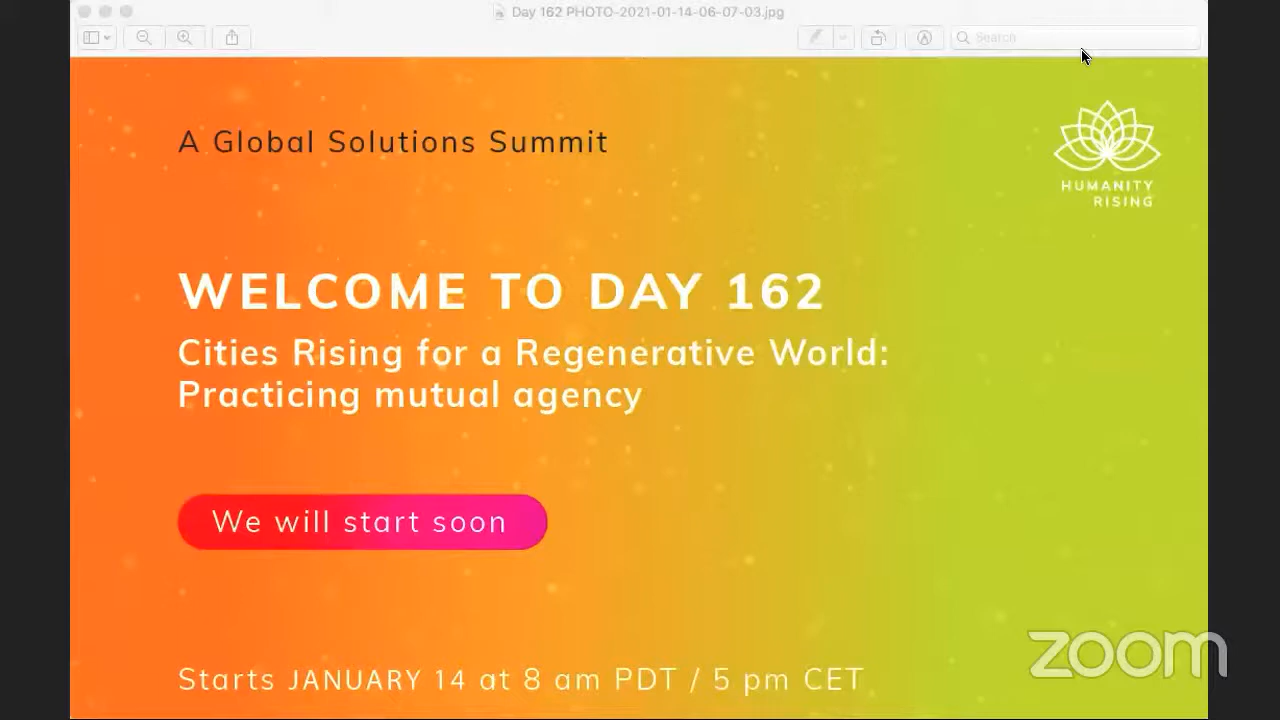 Day 162 PHOTO-2021-01-14-06-07-03.jpg
Search
A Global Solutions Summit
HUMANITY
RISING
WELCOME TO DAY 162
Cities Rising for a Regenerative World:
Practicing mutual agency
We will start soon
Starts JANUARY 14 at 8 am PDT / 5 pm CET
zoom